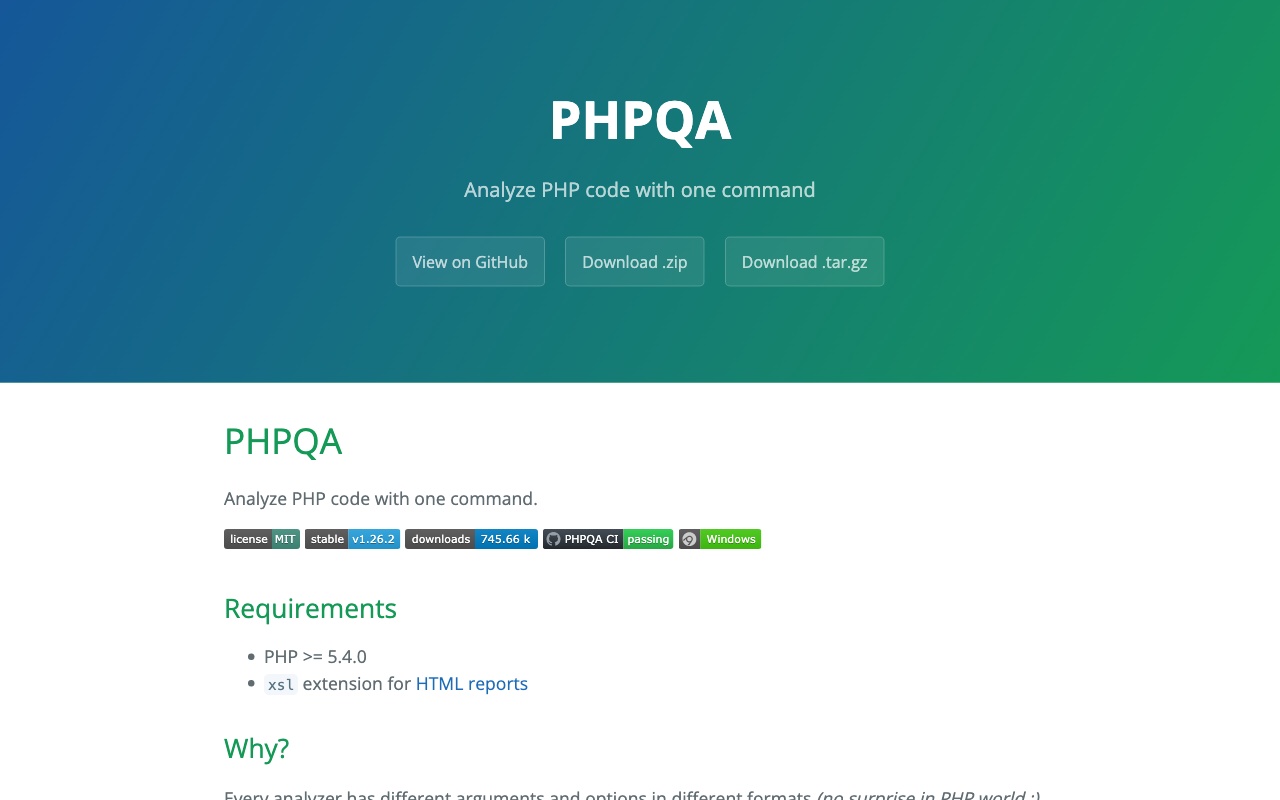 PHPQA
Analyze PHP code with one command
View on GitHub
Download .zip
Download .tar.gz
PHPQA
Analyze PHP code with one command.
license MIT stable v1.26.2 downloads 745.66 k PHPQA CI passing Windows
Requirements
PHP >= 5.4.0
xsl extension for HTML reports
Why?
Every analyzer has different arguments and options in different formats (no surprise in PHP world :)